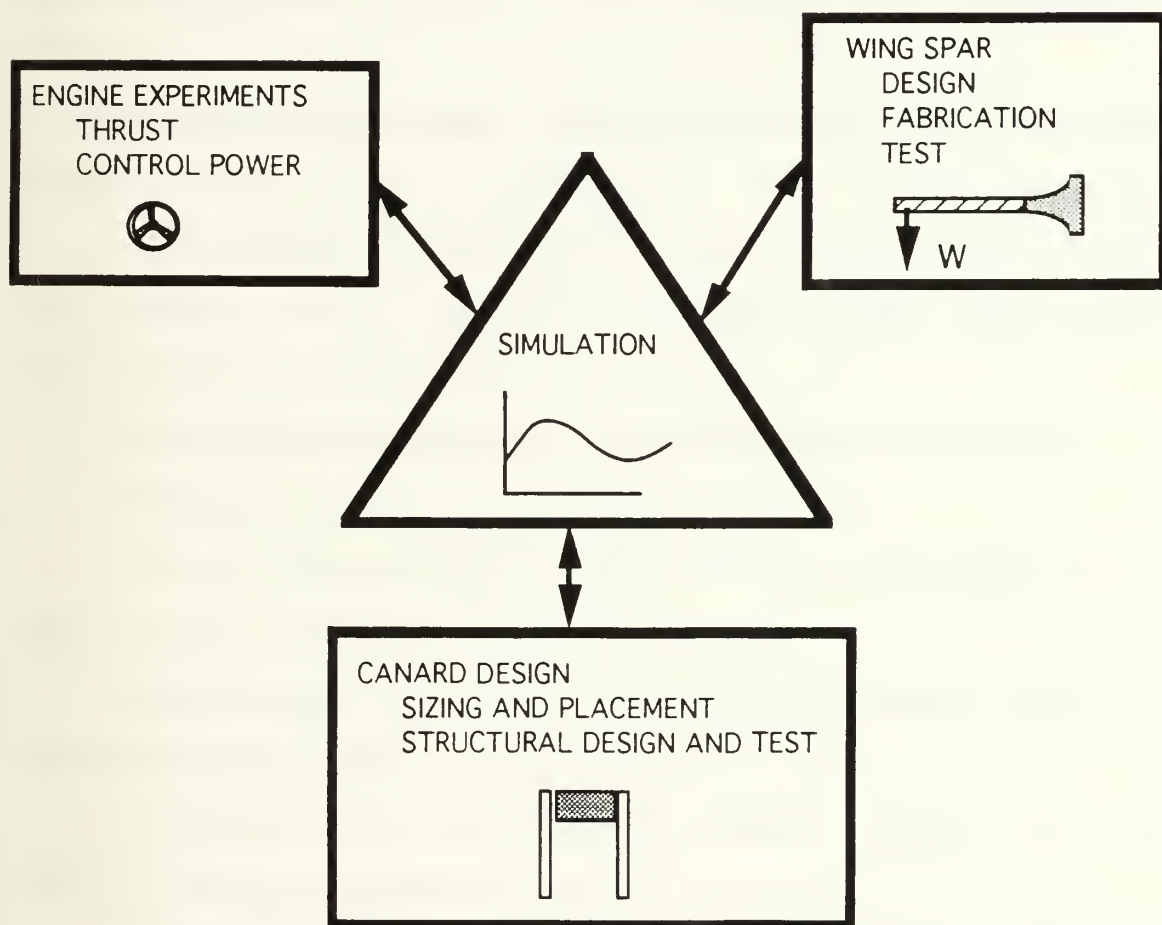 ENGINE EXPERIMENTS
THRUST
CONTROL POWER
WING SPAR
DESIGN
FABRICATION
TEST
W
SIMULATION
CANARD DESIGN
SIZING AND PLACEMENT
STRUCTURAL DESIGN AND TEST